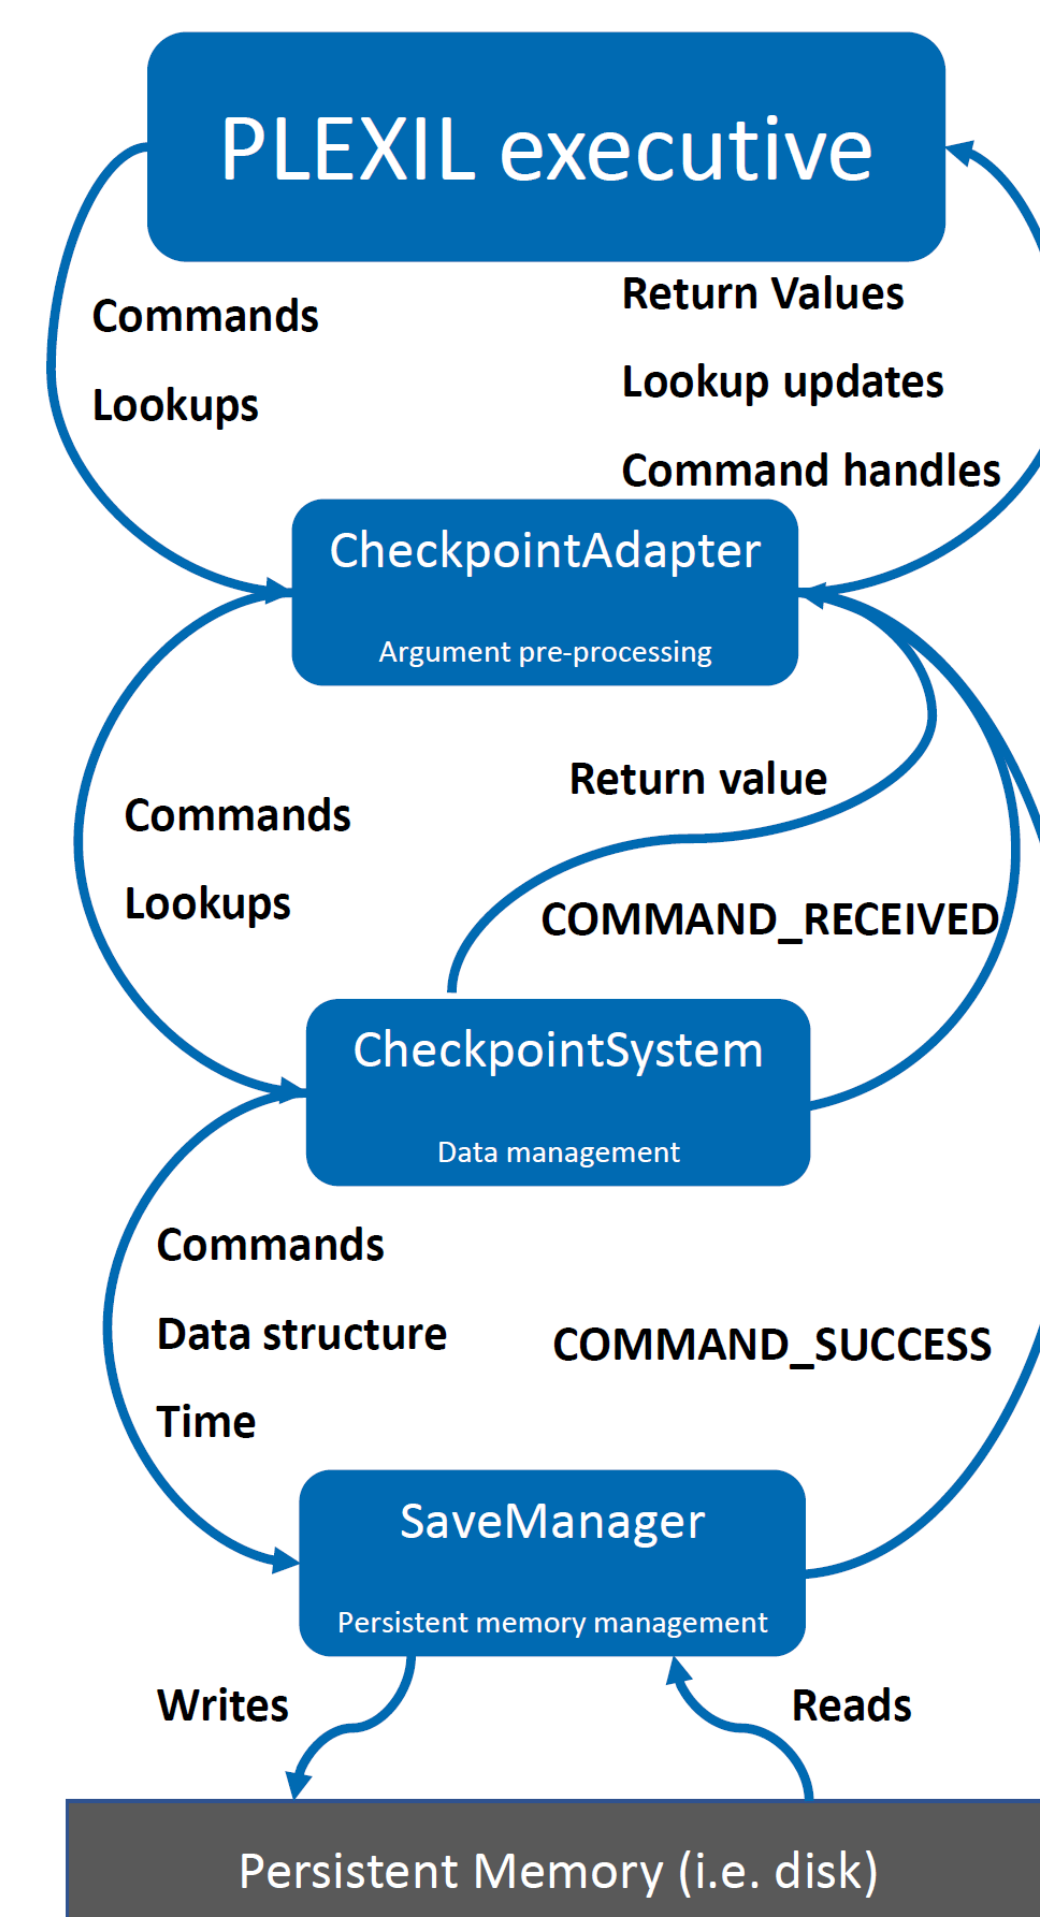 PLEXIL executive
Commands
Lookups
Return Values
Lookup updates
Command handles
CheckpointAdapter
Argument pre-processing
Return value
Commands
Lookups
COMMAND_RECEIVED
CheckpointSystem
Data management
Commands
Data structure
Time
COMMAND_SUCCESS
SaveManager
Persistent memory management
Writes
Reads
Persistent Memory (i.e. disk)